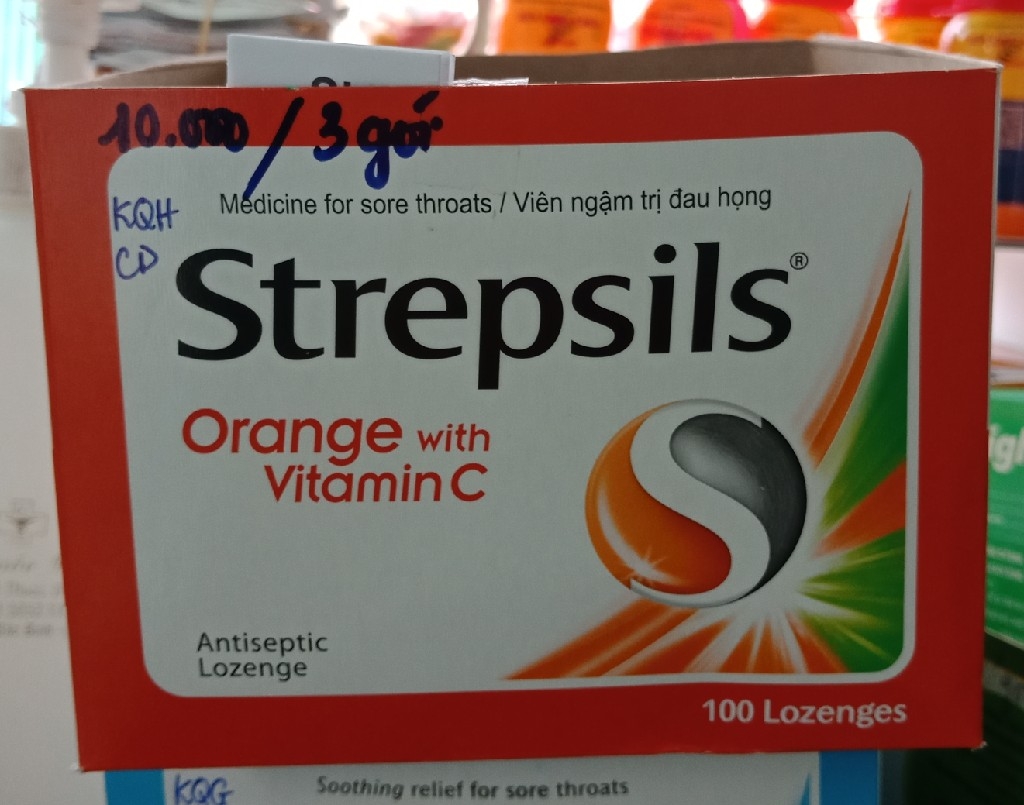 10.000 / 3 gói
KQH
CD
Medicine for sore throats / Viên ngậm trị đau họng
Strepsils®
Orange with
Vitamin C
Antiseptic
Lozenge
100 Lozenges
KQG
Soothing relief for sore throats